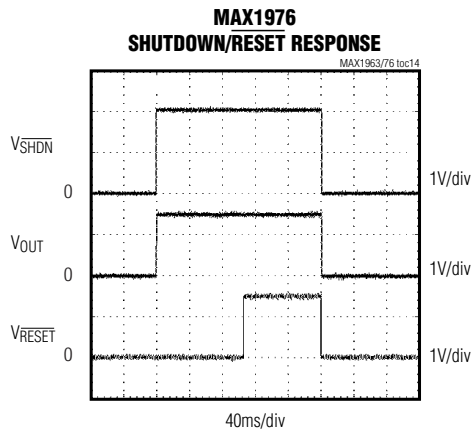 MAX1976
SHUTDOWN/RESET RESPONSE
MAX1963/76 toc14
VSHDN
0
1V/div
VOUT
0
1V/div
VRESET
0
1V/div
40ms/div